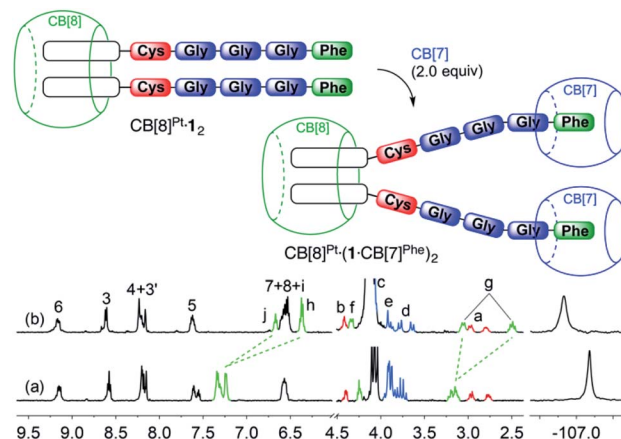 CB[8]
Cys Gly Gly Gly Phe
Cys Gly Gly Gly Phe
CB[8]Pt·12
CB[7]
(2.0 equiv)
CB[8]
CB[7]
Cys Gly Gly Gly Phe
Cys Gly Gly Gly Phe
CB[7]
CB[8]Pt·(1·CB[7]Phe)2
6 3 4+3' 5 j 7+8+i h b f c e d a g
(b)
(a)
9.5 9.0 8.5 8.0 7.5 7.0 6.5 4.5 4.0 3.5 3.0 2.5 -107.0